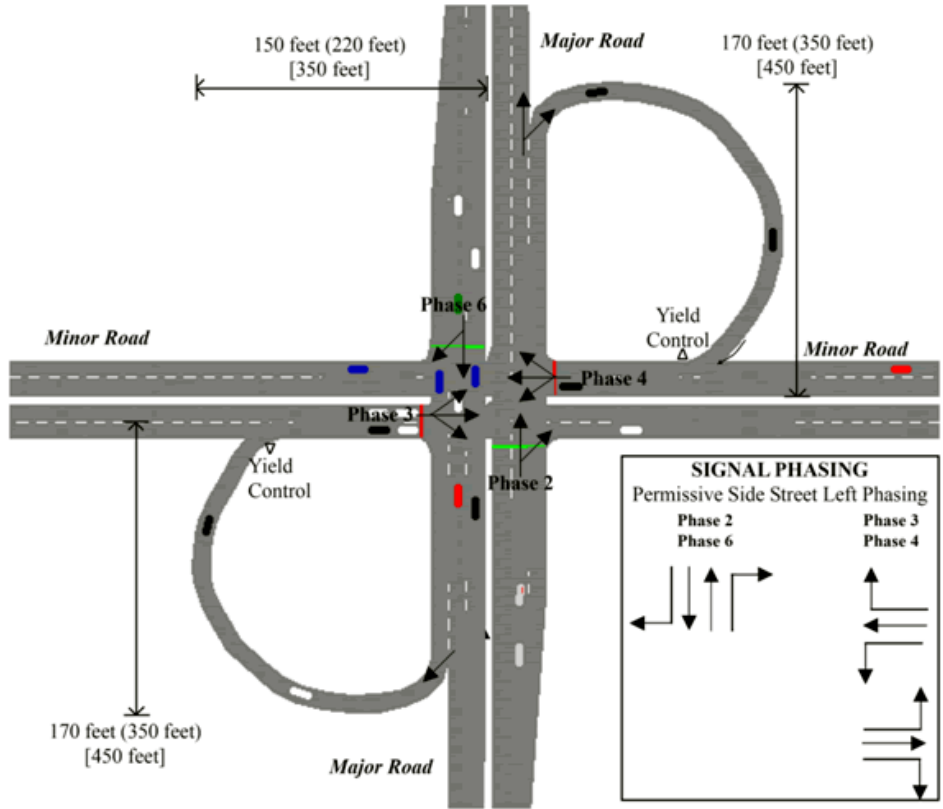 150 feet (220 feet)
[350 feet]
Major Road
170 feet (350 feet)
[450 feet]
Phase 6
Minor Road
Yield
Control
Minor Road
Phase 4
Phase 3
Yield
Control
Phase 2
SIGNAL PHASING
Permissive Side Street Left Phasing
Phase 2
Phase 6
Phase 3
Phase 4
170 feet (350 feet)
[450 feet]
Major Road